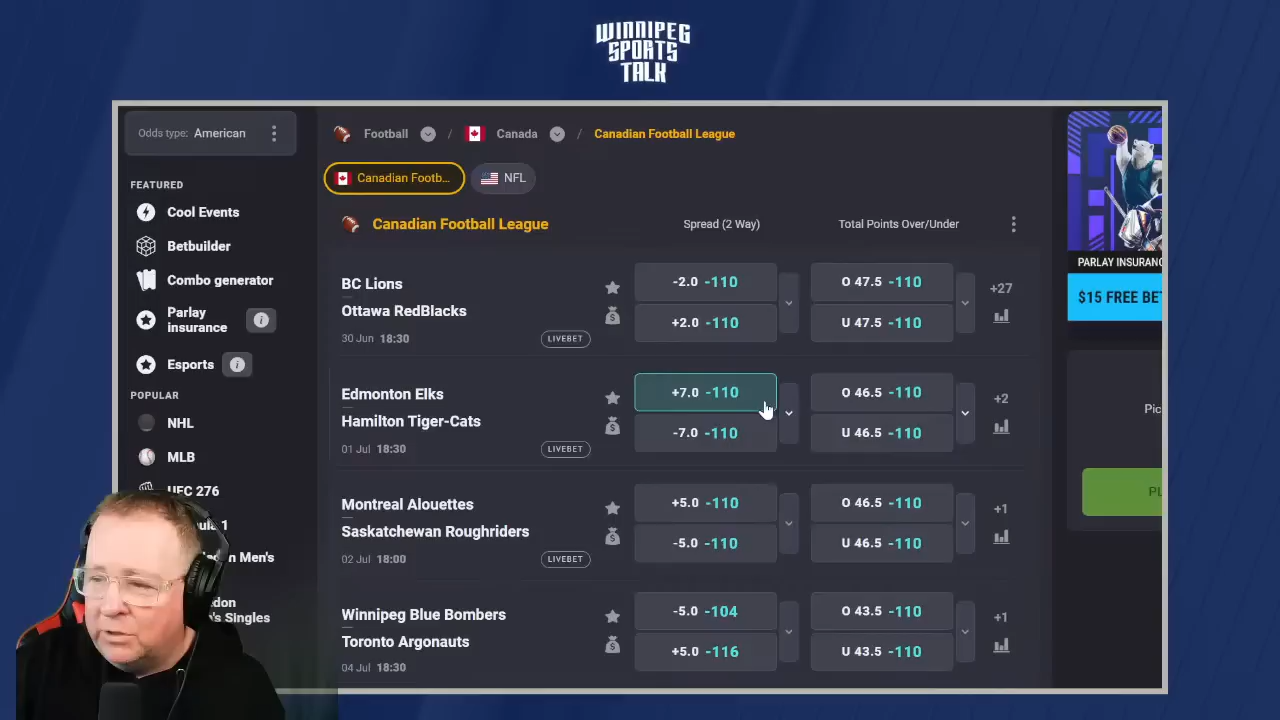 WINNIPEG
SPORTS
TALK
Odds type: American
Football / Canada / Canadian Football League
Canadian Footb... NFL
FEATURED
Cool Events
Betbuilder
Combo generator
Parlay
insurance
Esports
POPULAR
NHL
MLB
UFC 276
Canadian Football League Spread (2 Way) Total Points Over/Under
BC Lions
Ottawa RedBlacks
30 Jun 18:30 LIVEBET
-2.0 -110 O 47.5 -110 +27
+2.0 -110 U 47.5 -110
Edmonton Elks
Hamilton Tiger-Cats
01 Jul 18:30 LIVEBET
+7.0 -110 O 46.5 -110 +2
-7.0 -110 U 46.5 -110
Montreal Alouettes
Saskatchewan Roughriders
02 Jul 18:00 LIVEBET
+5.0 -110 O 46.5 -110 +1
-5.0 -110 U 46.5 -110
Winnipeg Blue Bombers
Toronto Argonauts
04 Jul 18:30
-5.0 -104 O 43.5 -110 +1
+5.0 -116 U 43.5 -110
PARLAY INSURANC
$15 FREE BET